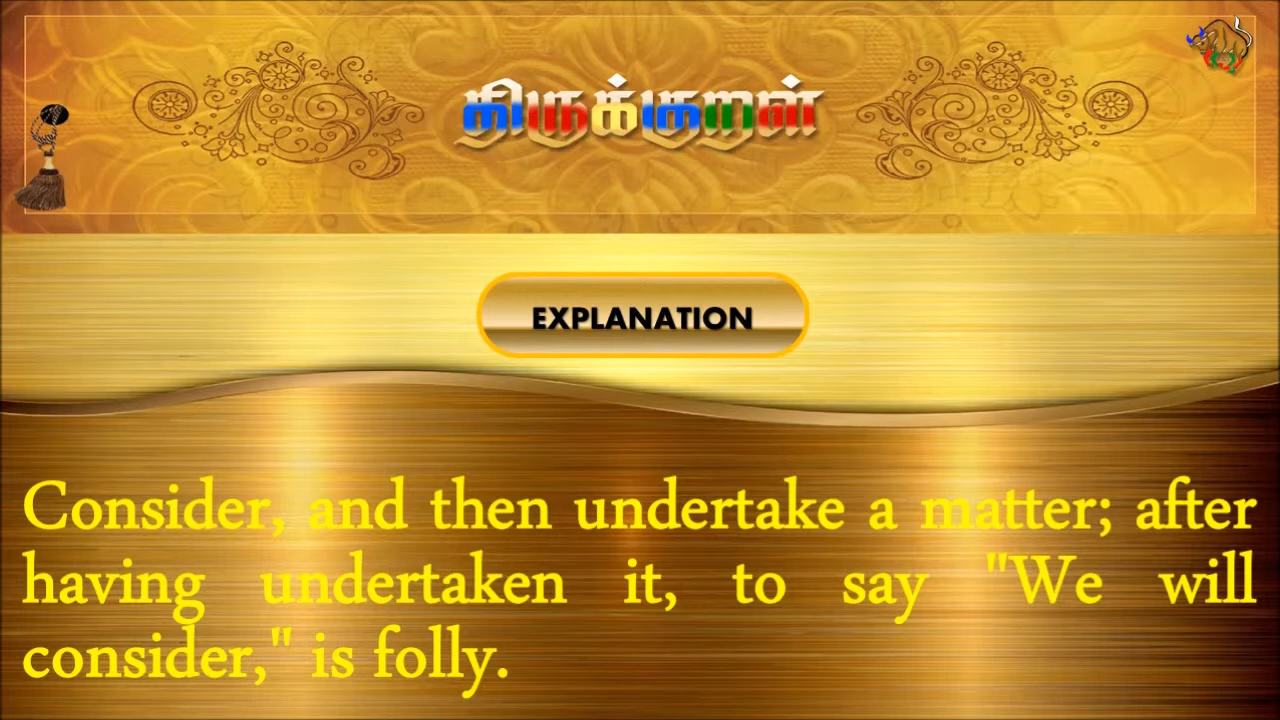 திருக்குறள்
EXPLANATION
Consider, and then undertake a matter; after
having undertaken it, to say "We will
consider," is folly.